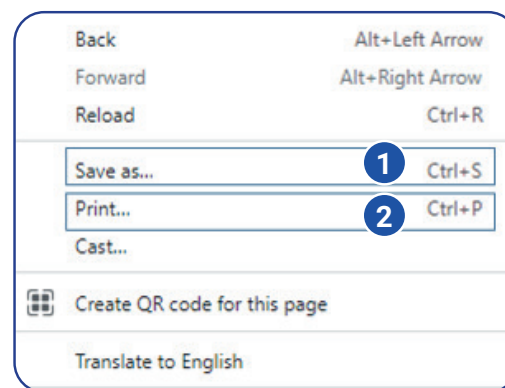 Back Alt+Left Arrow
Forward Alt+Right Arrow
Reload Ctrl+R
Save as... 1 Ctrl+S
Print... 2 Ctrl+P
Cast...
Create QR code for this page
Translate to English